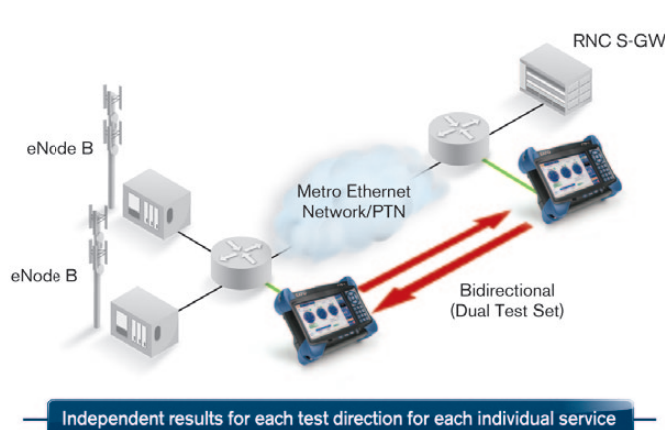 RNC S-GW
eNode B
Metro Ethernet
Network/PTN
eNode B
Bidirectional
(Dual Test Set)
Independent results for each test direction for each individual service